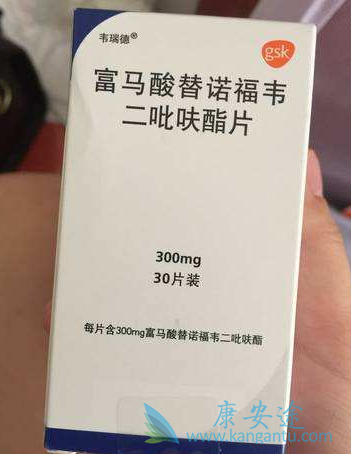 韦瑞德®
gsk
富马酸替诺福韦
二吡呋酯片
300mg
30片装
每片含300mg富马酸替诺福韦二吡呋酯
康安途
www.kangantu.com